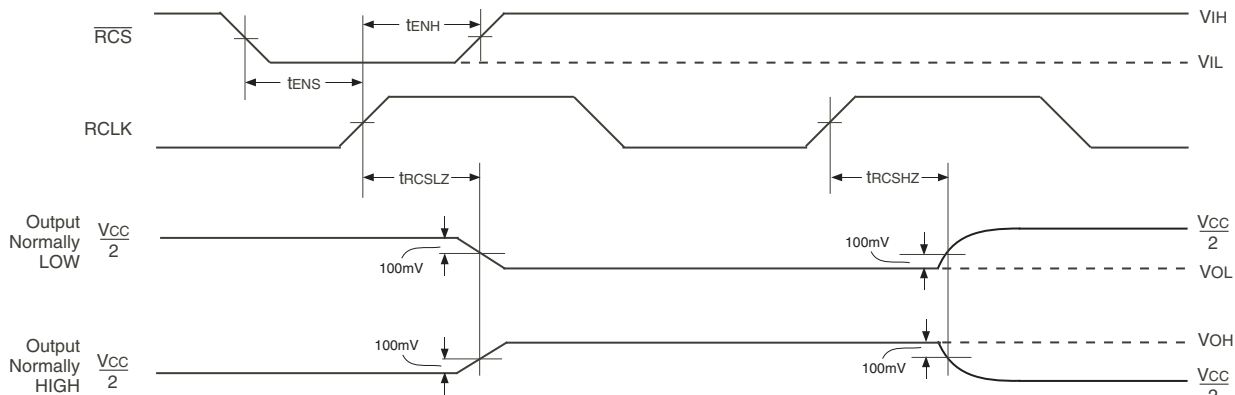 tENH
VIH
RCS
VIL
tENS
RCLK
tRCSLZ
tRCSHZ
Output
Normally
LOW
VCC
2
100mV
100mV
VCC
2
VOL
Output
Normally
HIGH
VCC
2
100mV
100mV
VOH
VCC
2